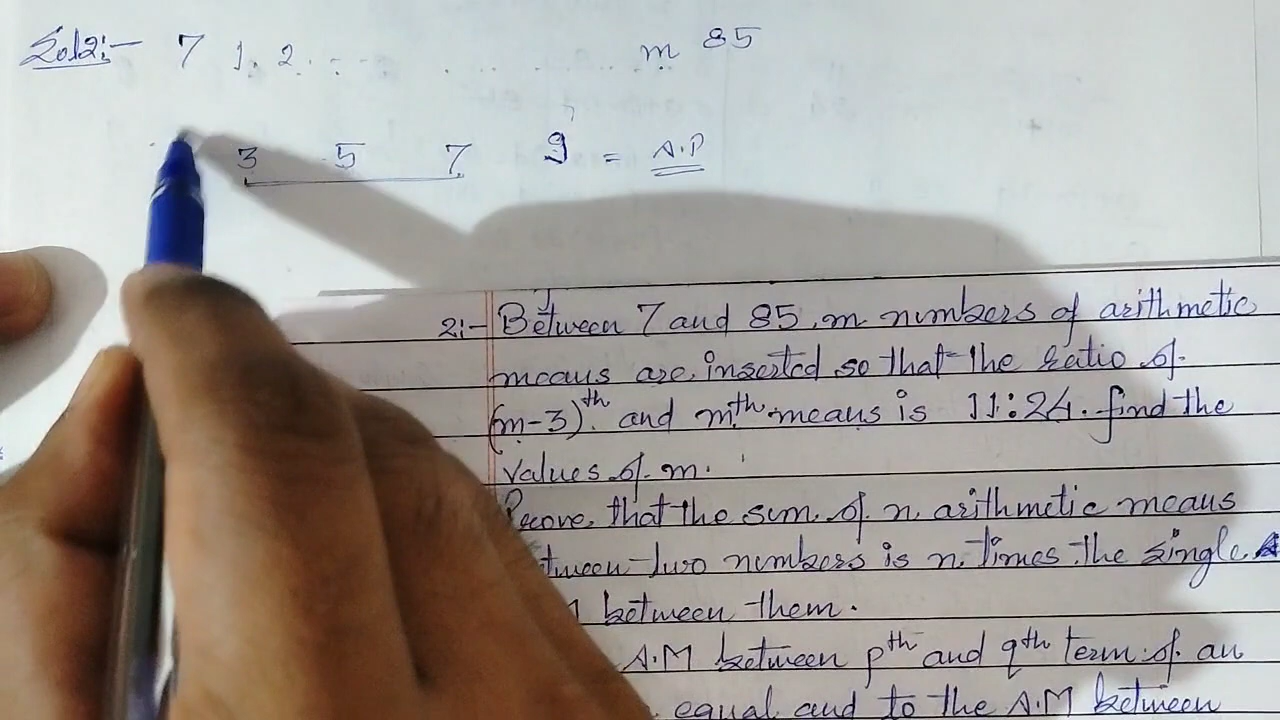 Sol2:- 7 1, 2 m 85
3 5 7 9 = A.P
2:- Between 7 and 85, m numbers of arithmetic
means are inserted so that the ratio of
(m-3)th and mth means is 11:24. find the
values of m.
Prove that the sum of n arithmetic means
tween two numbers is n times the single A
between them.
A.M between pth and qth term of an
equal and to the A.M between